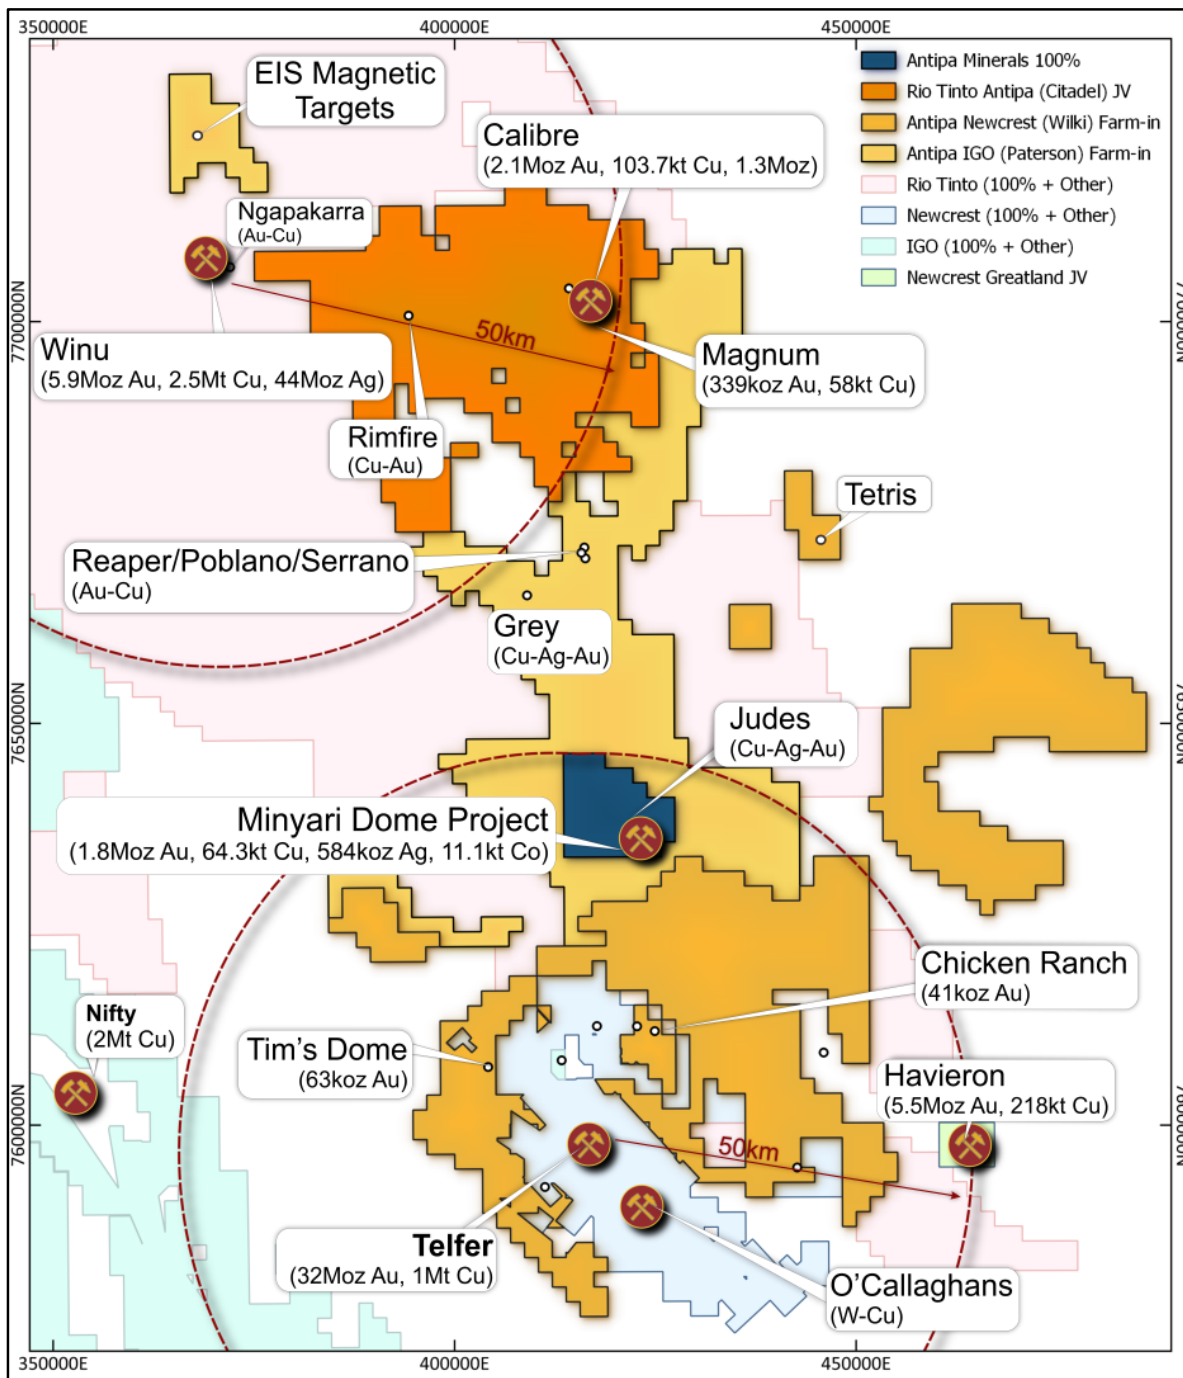 350000E
400000E
450000E
EIS Magnetic
Targets
Calibre
(2.1Moz Au, 103.7kt Cu, 1.3Moz)
Antipa Minerals 100%
Rio Tinto Antipa (Citadel) JV
Antipa Newcrest (Wilki) Farm-in
Antipa IGO (Paterson) Farm-in
Rio Tinto (100% + Other)
Newcrest (100% + Other)
IGO (100% + Other)
Newcrest Greatland JV
Ngapakarra
(Au-Cu)
7700000N
7700000N
50km
Winu
(5.9Moz Au, 2.5Mt Cu, 44Moz Ag)
Magnum
(339koz Au, 58kt Cu)
Rimfire
(Cu-Au)
Tetris
Reaper/Poblano/Serrano
(Au-Cu)
Grey
(Cu-Ag-Au)
7650000N
7650000N
Judes
(Cu-Ag-Au)
Minyari Dome Project
(1.8Moz Au, 64.3kt Cu, 584koz Ag, 11.1kt Co)
Chicken Ranch
(41koz Au)
Nifty
(2Mt Cu)
Tim's Dome
(63koz Au)
Havieron
(5.5Moz Au, 218kt Cu)
7600000N
7600000N
50km
Telfer
(32Moz Au, 1Mt Cu)
O'Callaghans
(W-Cu)
350000E
400000E
450000E